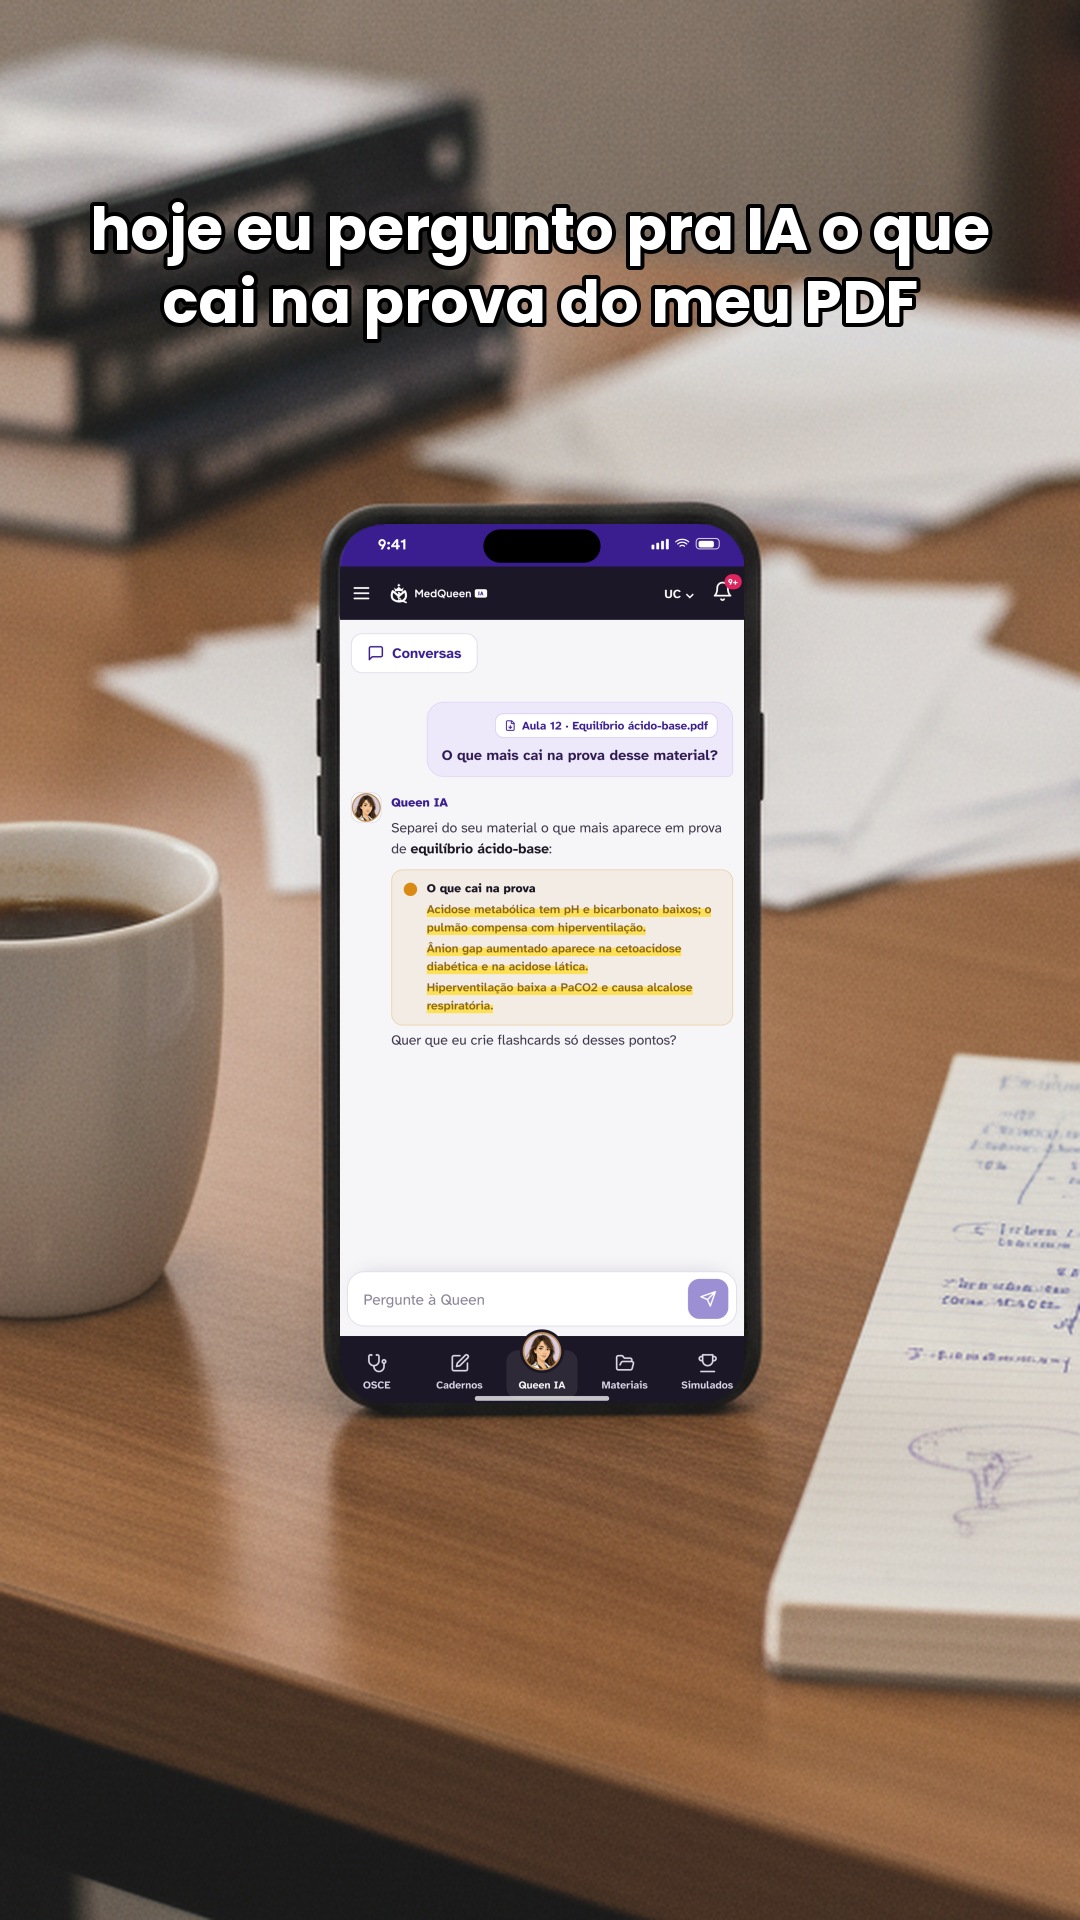 hoje eu pergunto pra IA o que
cai na prova do meu PDF
9:41
MedQueen IA
UC
9+
Conversas
Aula 12 · Equilíbrio ácido-base.pdf
O que mais cai na prova desse material?
Queen IA
Separei do seu material o que mais aparece em prova
de equilíbrio ácido-base:
O que cai na prova
Acidose metabólica tem pH e bicarbonato baixos; o
pulmão compensa com hiperventilação.
Ânion gap aumentado aparece na cetoacidose
diabética e na acidose lática.
Hiperventilação baixa a PaCO2 e causa alcalose
respiratória.
Quer que eu crie flashcards só desses pontos?
Pergunte à Queen
OSCE
Cadernos
Queen IA
Materiais
Simulados